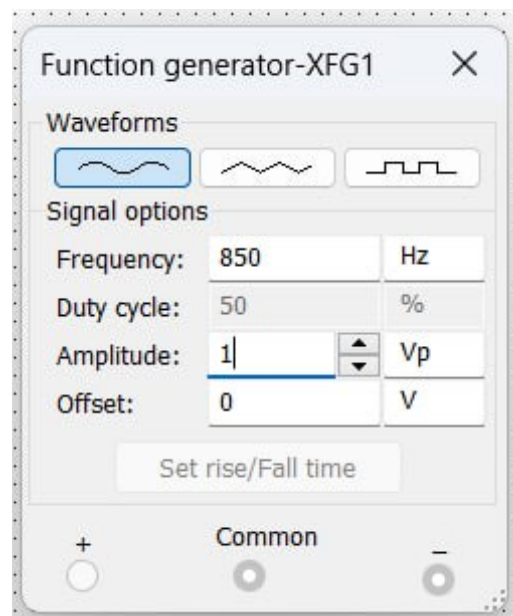 Function generator-XFG1
Waveforms
Signal options
Frequency: 850 Hz
Duty cycle: 50 %
Amplitude: 1 Vp
Offset: 0 V
Set rise/Fall time
+ Common −